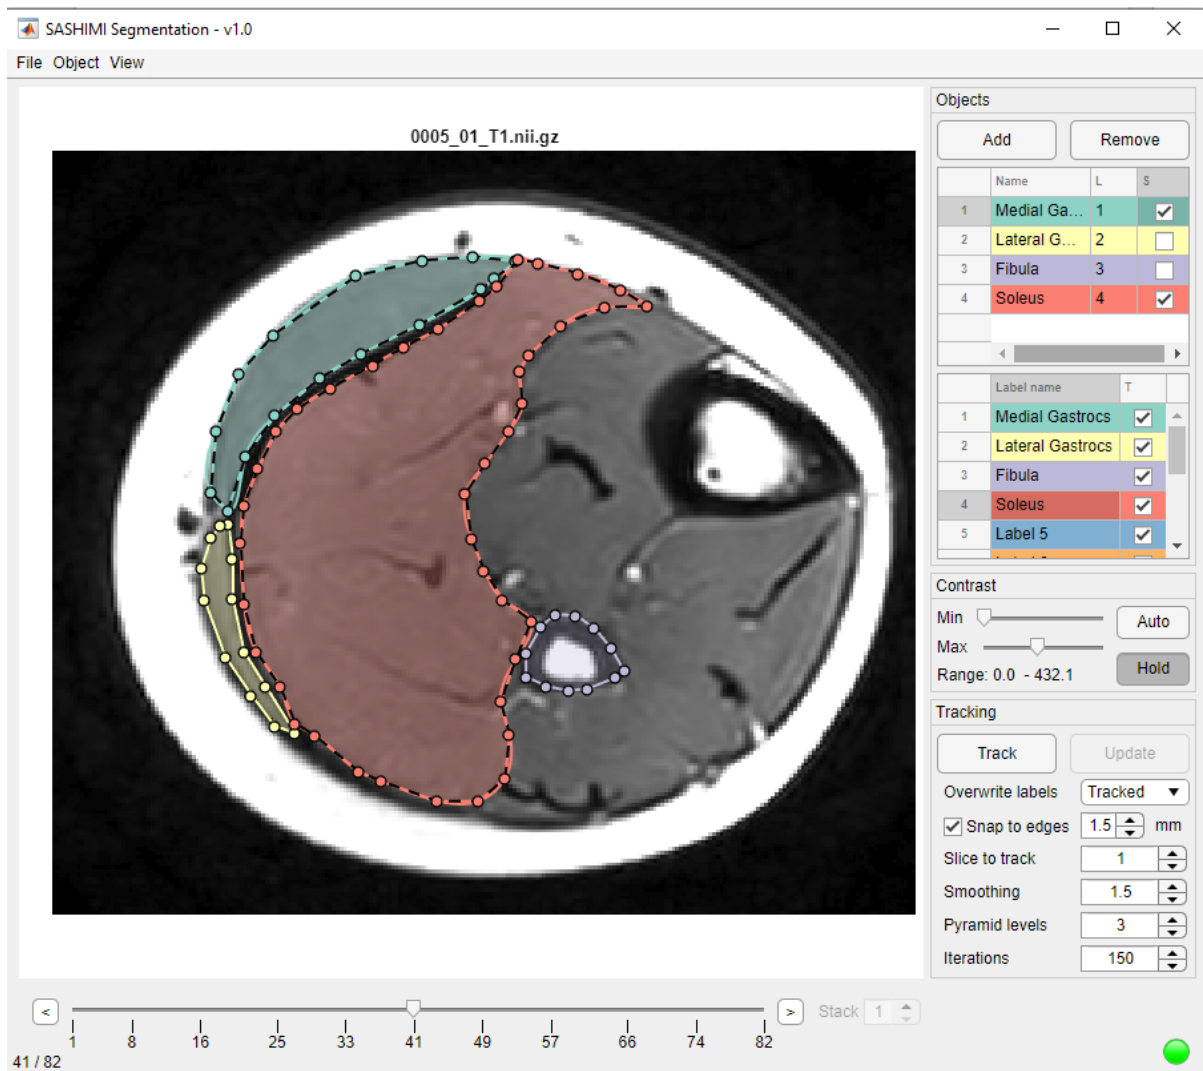 SASHIMI Segmentation - v1.0
File Object View
0005_01_T1.nii.gz
Objects
Add Remove
Name L S
1 Medial Ga... 1
2 Lateral G... 2
3 Fibula 3
4 Soleus 4
Label name T
1 Medial Gastrocs
2 Lateral Gastrocs
3 Fibula
4 Soleus
5 Label 5
Contrast
Min Auto
Max
Range: 0.0 - 432.1 Hold
Tracking
Track Update
Overwrite labels Tracked
Snap to edges 1.5 mm
Slice to track 1
Smoothing 1.5
Pyramid levels 3
Iterations 150
< > Stack 1
1 8 16 25 33 41 49 57 66 74 82
41 / 82